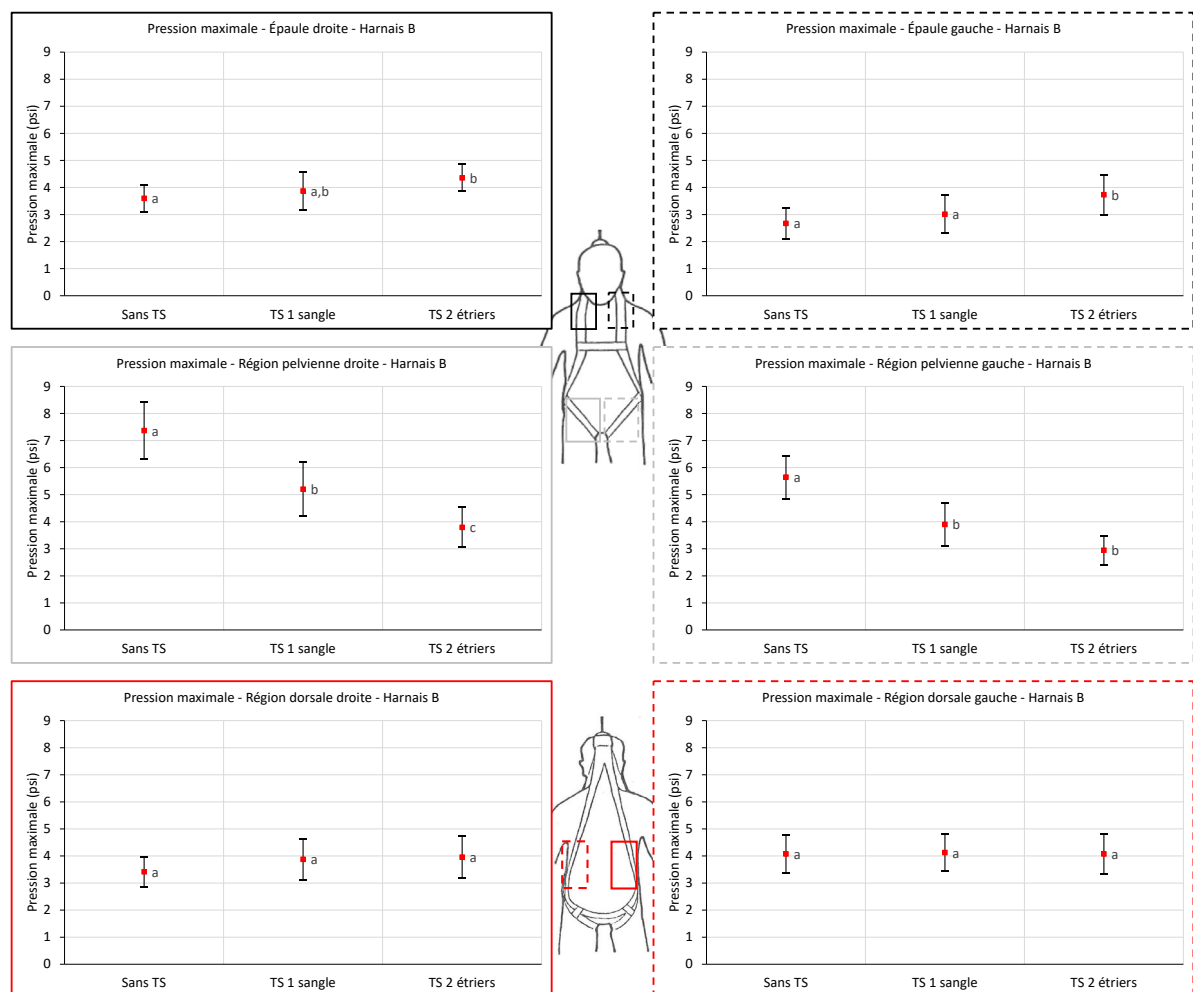 Pression maximale - Épaule droite - Harnais B
Pression maximale (psi)
9
8
7
6
5
4
3
2
1
0
a
a,b
b
Sans TS
TS 1 sangle
TS 2 étriers
Pression maximale - Épaule gauche - Harnais B
Pression maximale (psi)
9
8
7
6
5
4
3
2
1
0
a
a
b
Sans TS
TS 1 sangle
TS 2 étriers
Pression maximale - Région pelvienne droite - Harnais B
Pression maximale (psi)
9
8
7
6
5
4
3
2
1
0
a
b
c
Sans TS
TS 1 sangle
TS 2 étriers
Pression maximale - Région pelvienne gauche - Harnais B
Pression maximale (psi)
9
8
7
6
5
4
3
2
1
0
a
b
b
Sans TS
TS 1 sangle
TS 2 étriers
Pression maximale - Région dorsale droite - Harnais B
Pression maximale (psi)
9
8
7
6
5
4
3
2
1
0
a
a
a
Sans TS
TS 1 sangle
TS 2 étriers
Pression maximale - Région dorsale gauche - Harnais B
Pression maximale (psi)
9
8
7
6
5
4
3
2
1
0
a
a
a
Sans TS
TS 1 sangle
TS 2 étriers